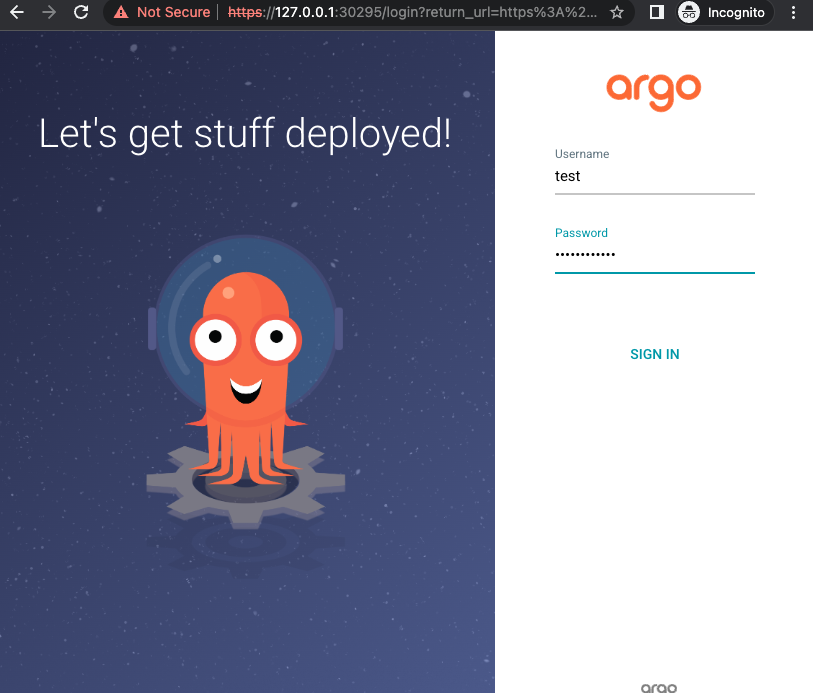 Not Secure | https://127.0.0.1:30295/login?return_url=https%3A%2... Incognito
Let's get stuff deployed!
argo
Username
test
Password
••••••••••••
SIGN IN
argo